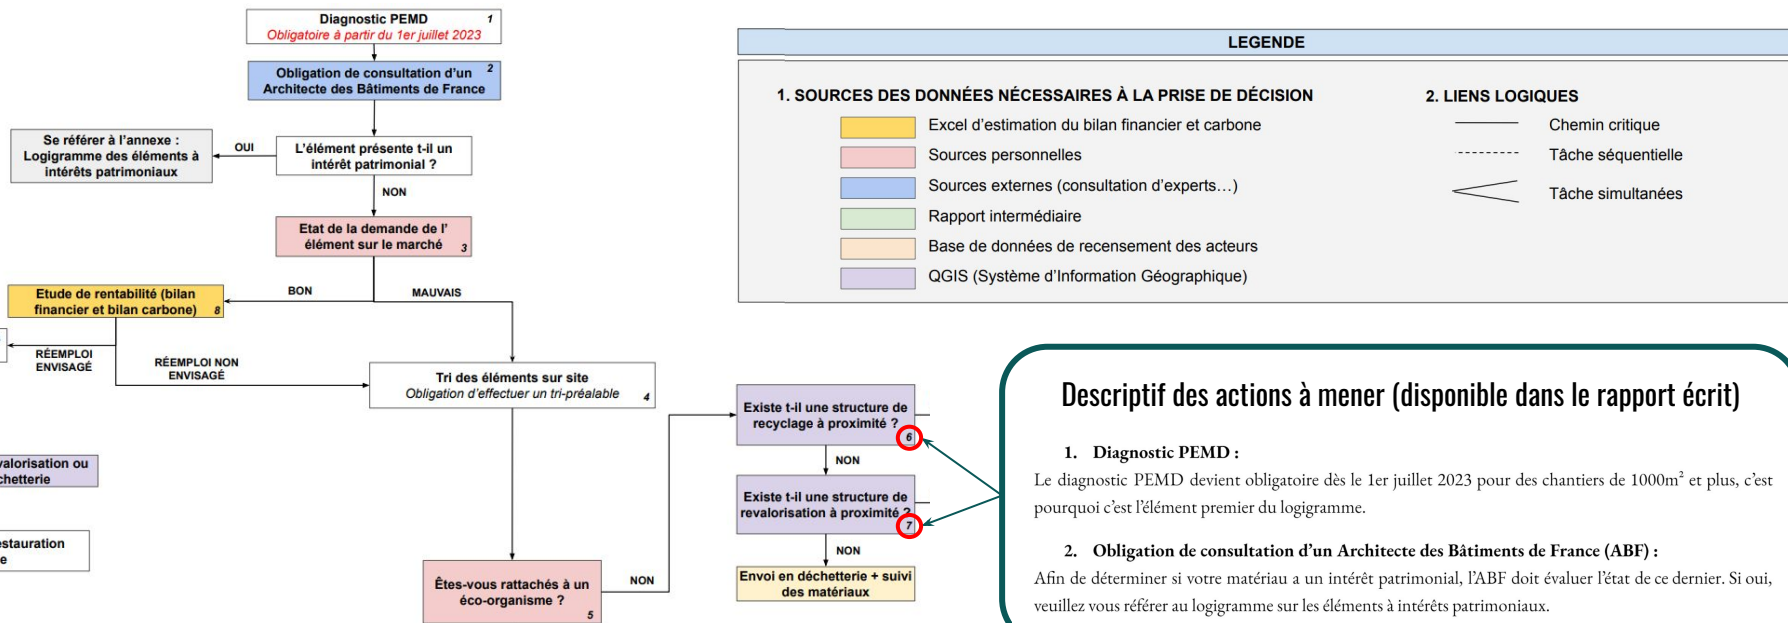 Diagnostic PEMD
1
Obligatoire à partir du 1er juillet 2023
Obligation de consultation d'un
2
Architecte des Bâtiments de France
Se référer à l'annexe :
Logigramme des éléments à
intérêts patrimoniaux
OUI
L'élément présente t-il un
intérêt patrimonial ?
NON
Etat de la demande de l'
élément sur le marché
3
Etude de rentabilité (bilan
financier et bilan carbone)
8
BON
MAUVAIS
RÉEMPLOI
ENVISAGÉ
RÉEMPLOI NON
ENVISAGÉ
Tri des éléments sur site
Obligation d'effectuer un tri-préalable
4
valorisation ou
chetterie
estauration
e
Êtes-vous rattachés à un
éco-organisme ?
5
NON
Existe t-il une structure de
recyclage à proximité ?
6
NON
Existe t-il une structure de
revalorisation à proximité ?
7
NON
Envoi en déchetterie + suivi
des matériaux
LEGENDE
1. SOURCES DES DONNÉES NÉCESSAIRES À LA PRISE DE DÉCISION
Excel d'estimation du bilan financier et carbone
Sources personnelles
Sources externes (consultation d'experts…)
Rapport intermédiaire
Base de données de recensement des acteurs
QGIS (Système d'Information Géographique)
2. LIENS LOGIQUES
Chemin critique
Tâche séquentielle
Tâche simultanées
Descriptif des actions à mener (disponible dans le rapport écrit)
1. Diagnostic PEMD :
Le diagnostic PEMD devient obligatoire dès le 1er juillet 2023 pour des chantiers de 1000m² et plus, c'est
pourquoi c'est l'élément premier du logigramme.
2. Obligation de consultation d'un Architecte des Bâtiments de France (ABF) :
Afin de déterminer si votre matériau a un intérêt patrimonial, l'ABF doit évaluer l'état de ce dernier. Si oui,
veuillez vous référer au logigramme sur les éléments à intérêts patrimoniaux.